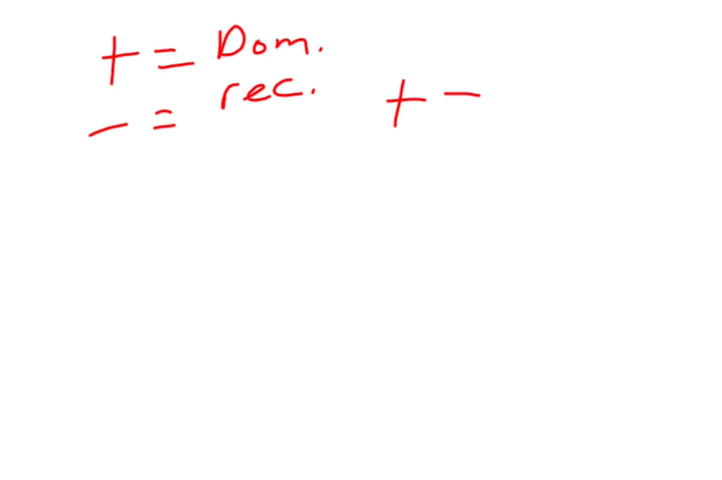 + = Dom.
- = rec. + -